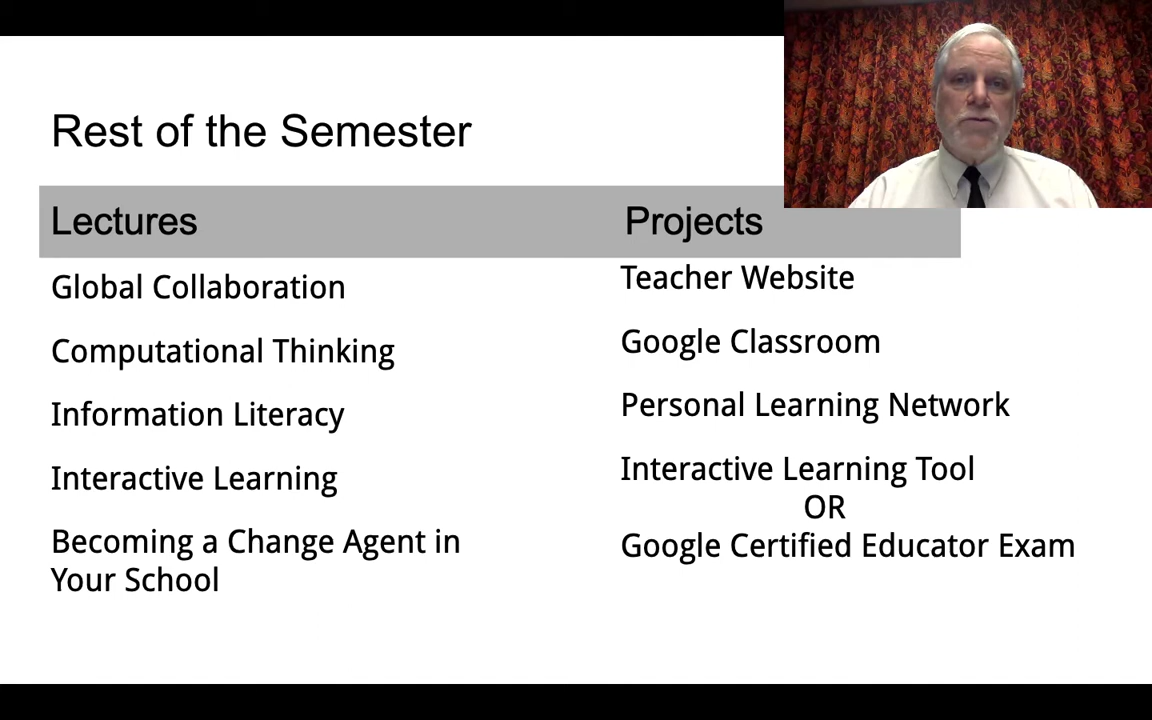 Rest of the Semester
Lectures
Projects
Global Collaboration
Teacher Website
Computational Thinking
Google Classroom
Information Literacy
Personal Learning Network
Interactive Learning
Interactive Learning Tool
OR
Becoming a Change Agent in
Google Certified Educator Exam
Your School